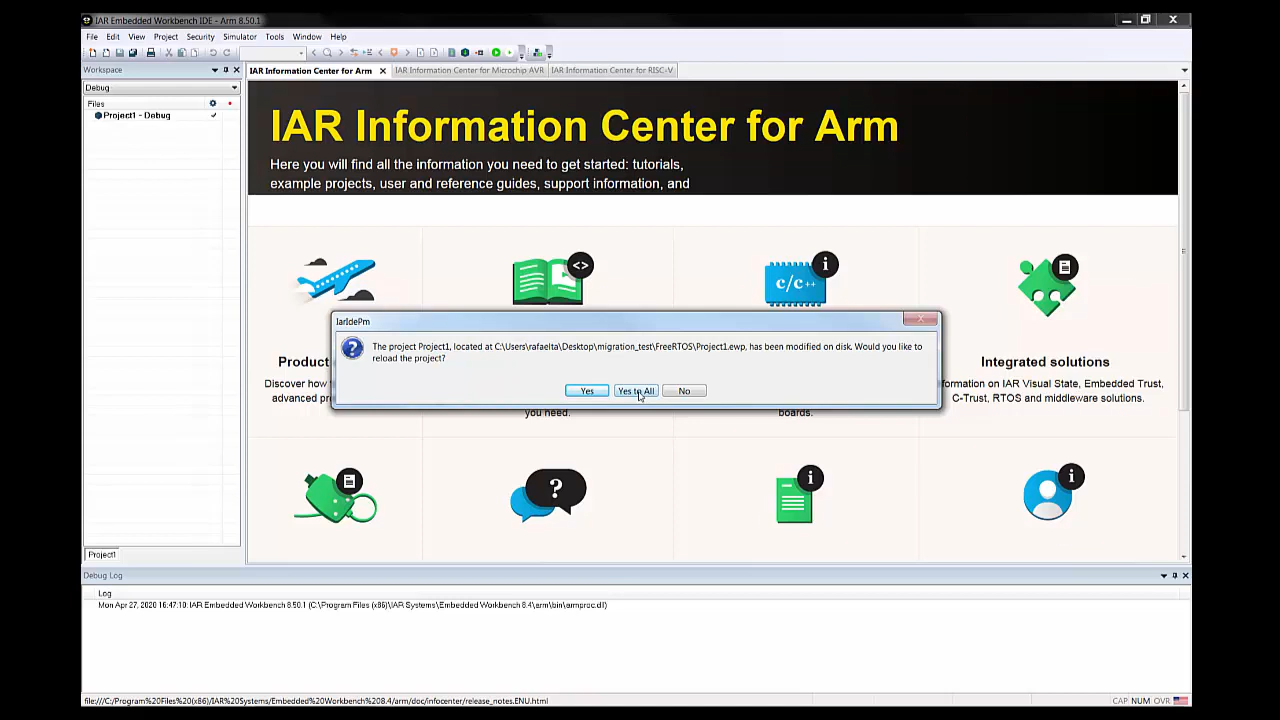 IAR Embedded Workbench IDE - Arm 8.50.1
File Edit View Project Security Simulator Tools Window Help
Workspace
IAR Information Center for Arm
IAR Information Center for Microchip AVR
IAR Information Center for RISC-V
Debug
Files
Project1 - Debug
IAR Information Center for Arm
Here you will find all the information you need to get started: tutorials,
example projects, user and reference guides, support information, and
<>
i
c/c++
IarIdePm
The project Project1, located at C:\Users\rafaelta\Desktop\migration_test\FreeRTOS\Project1.ewp, has been modified on disk. Would you like to
reload the project?
Yes
Yes to All
No
Produc
Discover how
advanced pr
you need.
boards.
Integrated solutions
formation on IAR Visual State, Embedded Trust,
C-Trust, RTOS and middleware solutions.
?
i
i
Project1
Debug Log
Log
Mon Apr 27, 2020 16:47:10: IAR Embedded Workbench 8.50.1 (C:\Program Files (x86)\IAR Systems\Embedded Workbench 8.4\arm\bin\armproc.dll)
file:///C:/Program%20Files%20(x86)/IAR%20Systems/Embedded%20Workbench%208.4/arm/doc/infocenter/release_notes.ENU.html
CAP NUM OVR